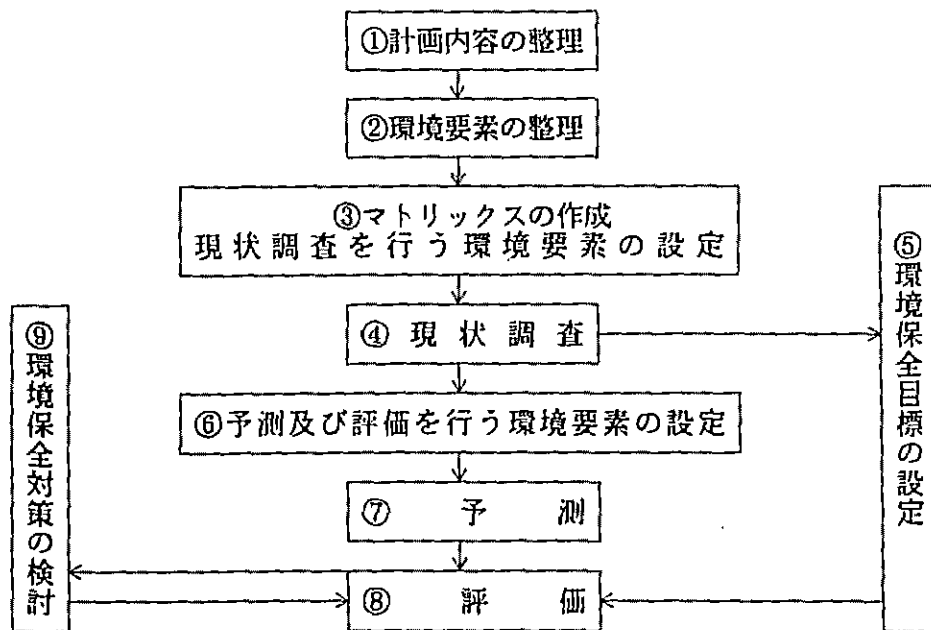 ①計画内容の整理
②環境要素の整理
③マトリックスの作成
現状調査を行う環境要素の設定
④現状調査
⑤環境保全目標の設定
⑥予測及び評価を行う環境要素の設定
⑦予測
⑧評価
⑨環境保全対策の検討